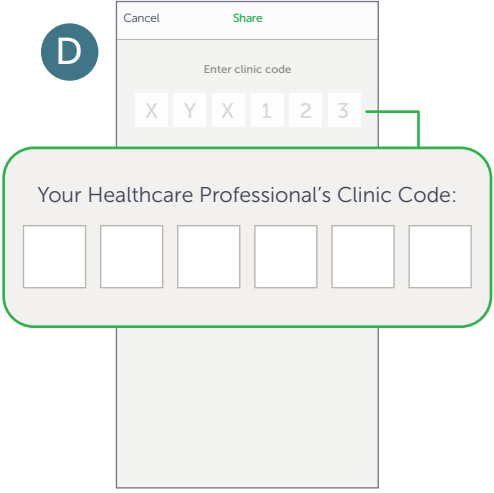 Cancel Share
D
Enter clinic code
X Y X 1 2 3
Your Healthcare Professional's Clinic Code: